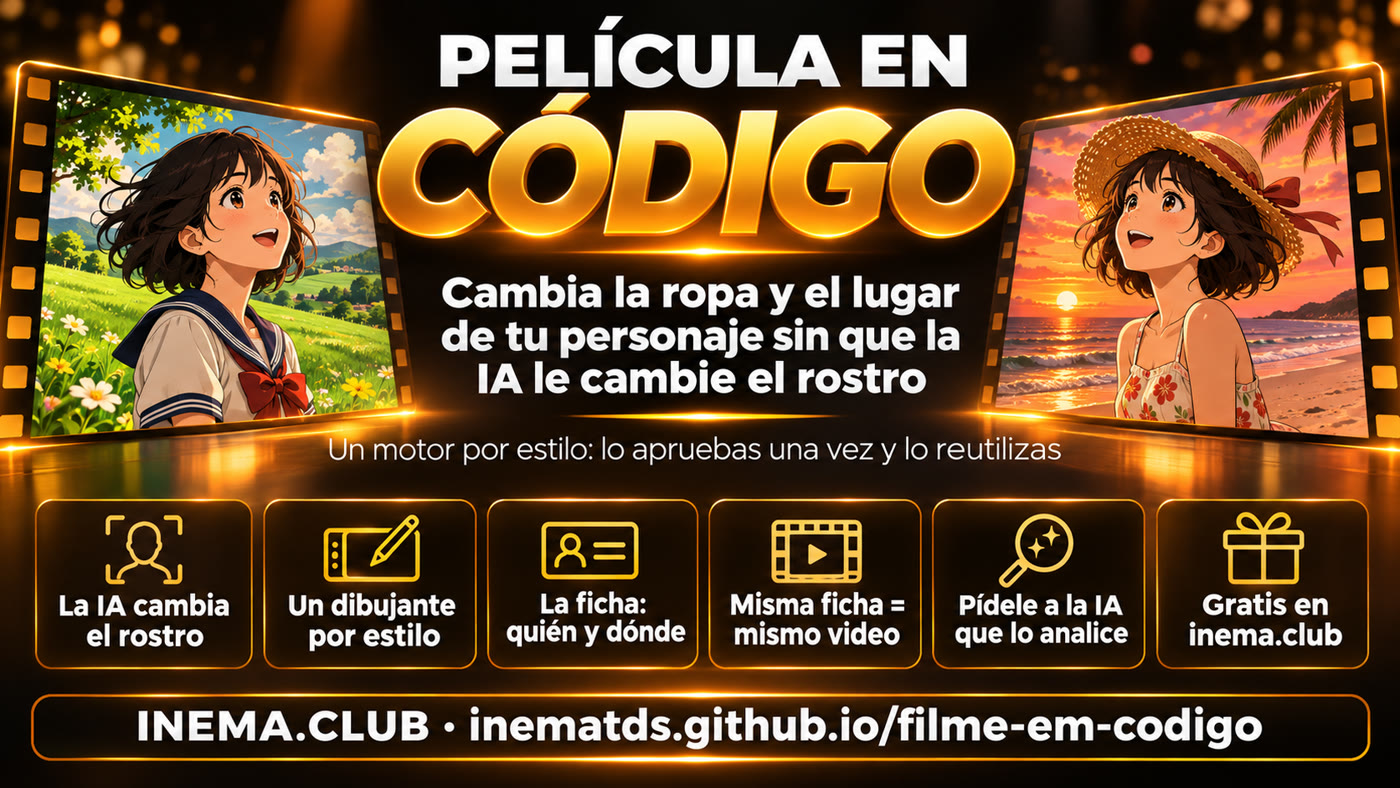 PELÍCULA EN
CÓDIGO
Cambia la ropa y el lugar
de tu personaje sin que la
IA le cambie el rostro
Un motor por estilo: lo apruebas una vez y lo reutilizas
La IA cambia
el rostro
Un dibujante
por estilo
La ficha:
quién y dónde
Misma ficha =
mismo video
Pídele a la IA
que lo analice
Gratis en
inema.club
INEMA.CLUB · inematds.github.io/filme-em-codigo